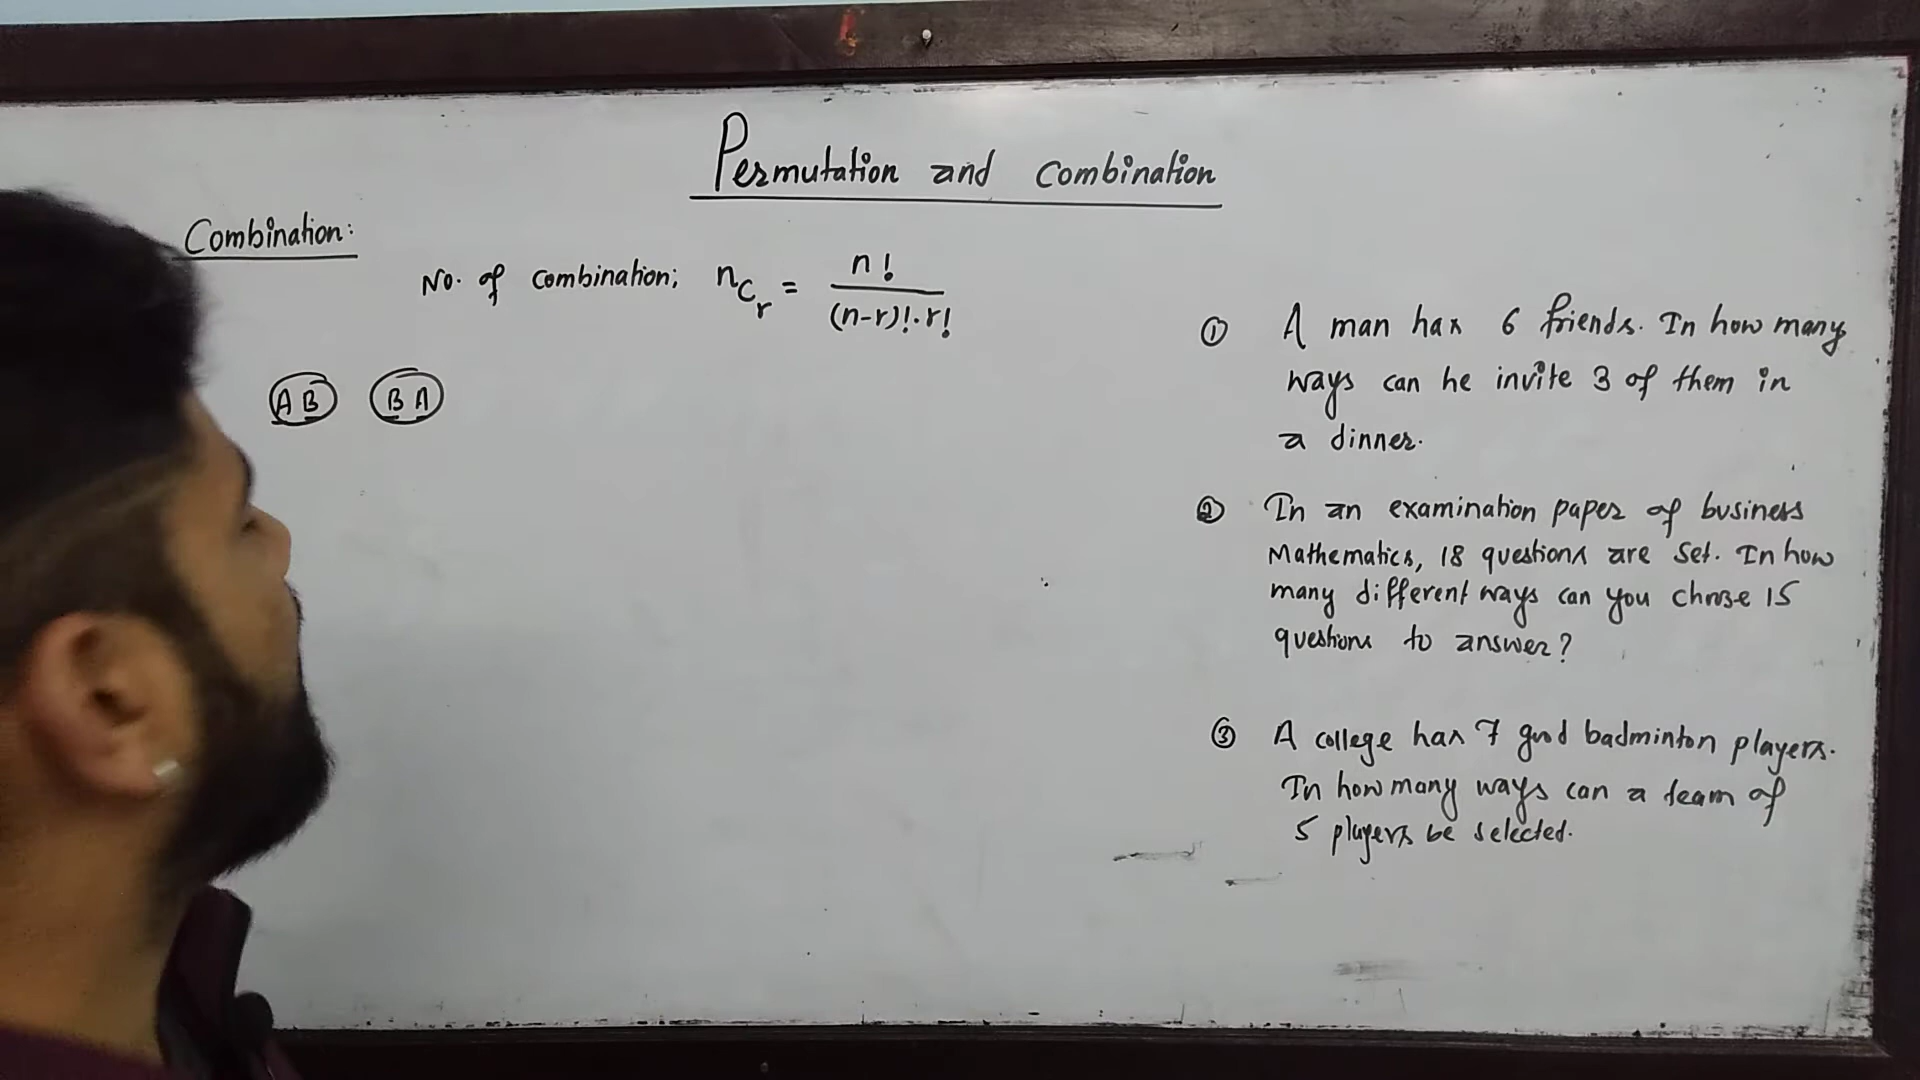 Permutation and Combination
Combination:
No. of Combination; nCr = n! / (n-r)!.r!
AB BA
① A man has 6 friends. In how many
ways can he invite 3 of them in
a dinner.
② In an examination paper of business
Mathematics, 18 questions are set. In how
many different ways can you choose 15
questions to answer?
③ A college has 7 good badminton players.
In how many ways can a team of
5 players be selected.